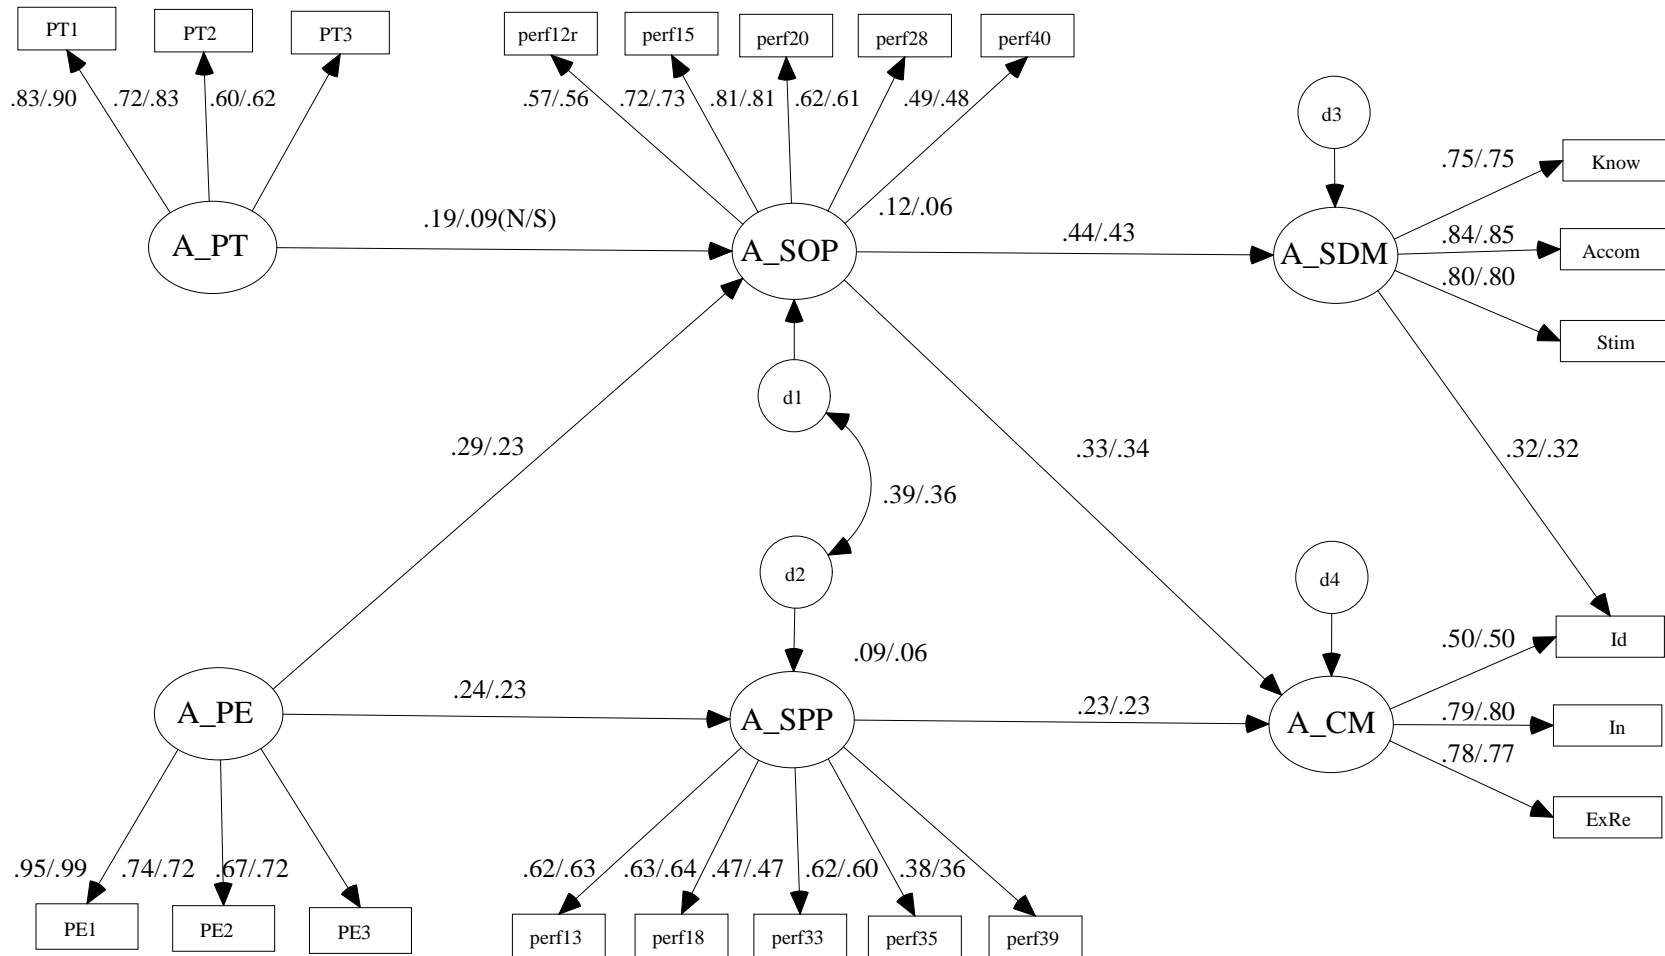 PT1
PT2
PT3
perf12r
perf15
perf20
perf28
perf40
.83/.90
.72/.83
.60/.62
.57/.56
.72/.73
.81/.81
.62/.61
.49/.48
d3
.75/.75
Know
.12/.06
.19/.09(N/S)
.44/.43
.84/.85
A_PT
A_SOP
A_SDM
Accom
.80/.80
Stim
d1
.29/.23
.33/.34
.32/.32
.39/.36
d2
d4
.09/.06
.50/.50
Id
.24/.23
.23/.23
.79/.80
A_PE
A_SPP
A_CM
In
.78/.77
ExRe
.95/.99
.74/.72
.67/.72
.62/.63
.63/.64
.47/.47
.62/.60
.38/36
PE1
PE2
PE3
perf13
perf18
perf33
perf35
perf39